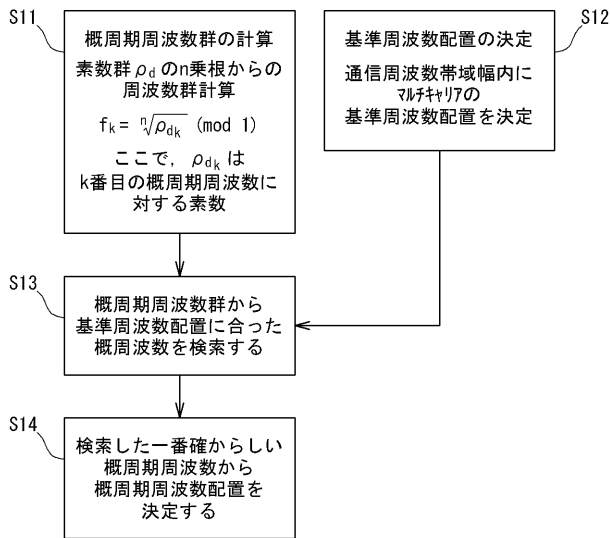 S11
概周期周波数群の計算
素数群ρdのn乗根からの
周波数群計算
fk= ⁿ√ρdk (mod 1)
ここで, ρdkは
k番目の概周期周波数に
対する素数
S12
基準周波数配置の決定
通信周波数帯域幅内に
マルチキャリアの
基準周波数配置を決定
S13
概周期周波数群から
基準周波数配置に合った
概周波数を検索する
S14
検索した一番確からしい
概周期周波数から
概周期周波数配置を
決定する